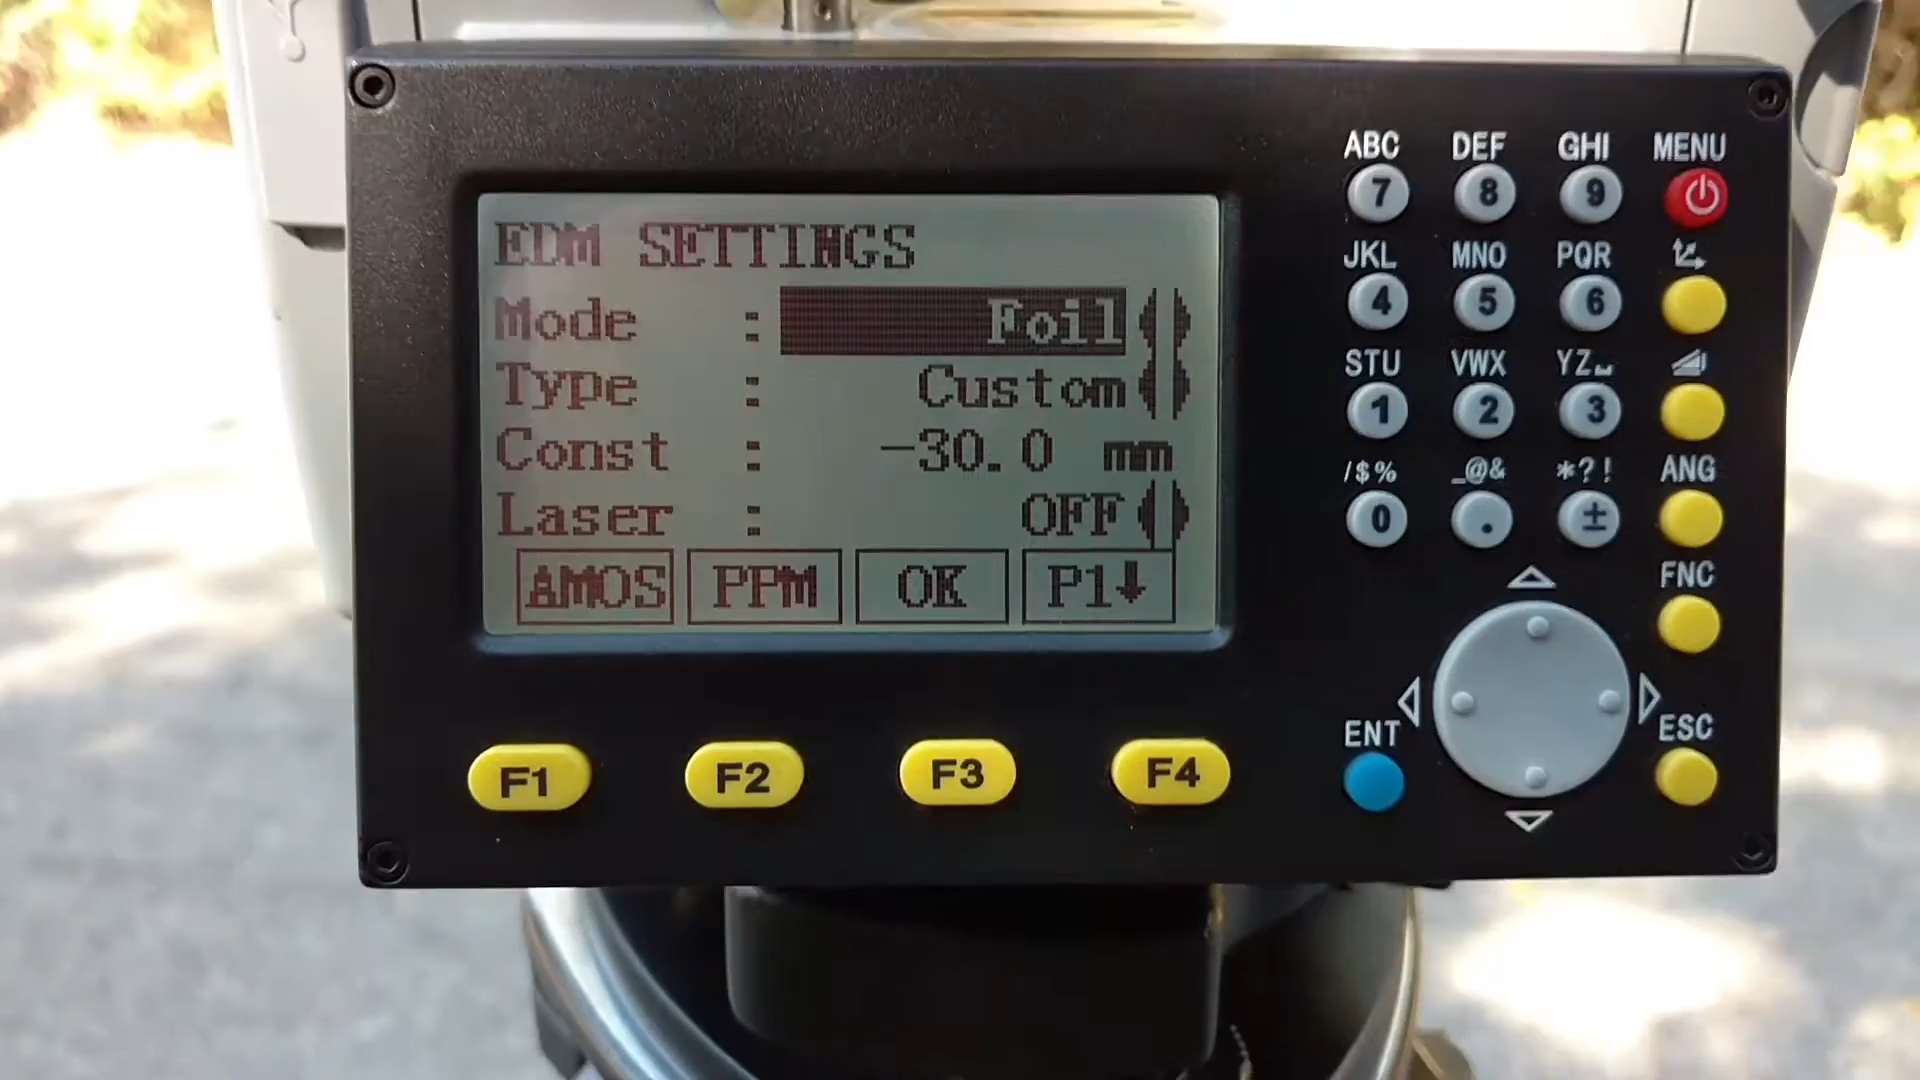 EDM SETTINGS
Mode : Foil
Type : Custom
Const : -30.0 mm
Laser : OFF
AMOS PPM OK P1↓
F1 F2 F3 F4
ABC DEF GHI MENU
7 8 9
JKL MNO PQR
4 5 6
STU VWX YZ␣
1 2 3
/$% _@& *?! ANG
0 . ±
FNC
ENT ESC